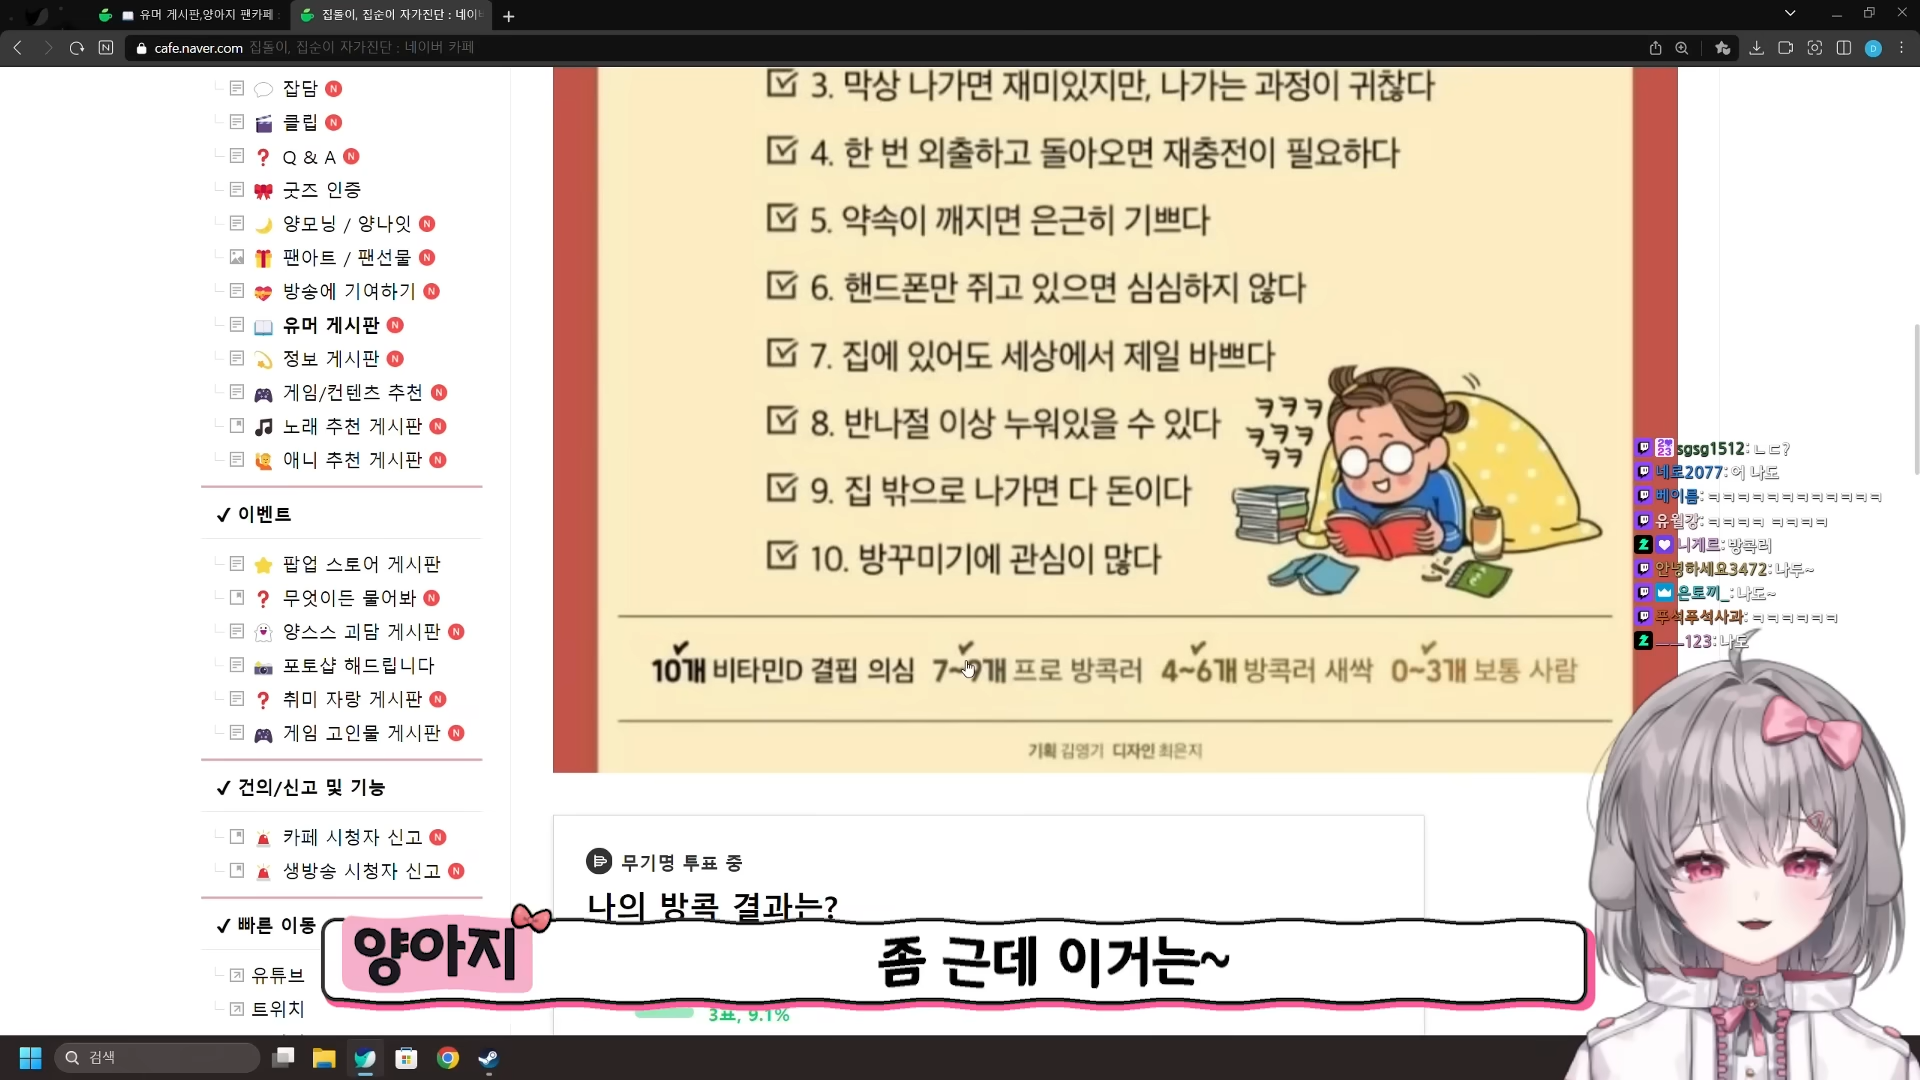 유머 게시판,양아지 팬카페
집돌이, 집순이 자가진단 : 네이
cafe.naver.com 집돌이, 집순이 자가진단 : 네이버 카페
잡담 N
클립 N
Q & A N
굿즈 인증
양모닝 / 양나잇 N
팬아트 / 팬선물 N
방송에 기여하기 N
유머 게시판 N
정보 게시판 N
게임/컨텐츠 추천 N
노래 추천 게시판 N
애니 추천 게시판 N
✓ 이벤트
팝업 스토어 게시판
무엇이든 물어봐 N
양스스 괴담 게시판 N
포토샵 해드립니다
취미 자랑 게시판 N
게임 고인물 게시판 N
✓ 건의/신고 및 기능
카페 시청자 신고 N
생방송 시청자 신고 N
✓ 빠른 이동
유튜브
트위치
3. 막상 나가면 재미있지만, 나가는 과정이 귀찮다
4. 한 번 외출하고 돌아오면 재충전이 필요하다
5. 약속이 깨지면 은근히 기쁘다
6. 핸드폰만 쥐고 있으면 심심하지 않다
7. 집에 있어도 세상에서 제일 바쁘다
8. 반나절 이상 누워있을 수 있다
9. 집 밖으로 나가면 다 돈이다
10. 방꾸미기에 관심이 많다
ㅋㅋㅋ
ㅋㅋㅋ
ㅋㅋ
10개 비타민D 결핍 의심 7~9개 프로 방콕러 4~6개 방콕러 새싹 0~3개 보통 사람
기획 김영기 디자인 최은지
무기명 투표 중
나의 방콕 결과는?
3표, 9.1%
sgsg1512: ㄴㄷ?
네로2077: 어 나도
베이름: ㅋㅋㅋㅋㅋㅋㅋㅋㅋㅋㅋㅋ
유월강: ㅋㅋㅋㅋ ㅋㅋㅋㅋ
니게르: 방콕러
안녕하세요3472: 나두~
은토끼_: 나도~
푸석푸석사과: ㅋㅋㅋㅋㅋㅋ
123: 나도
양아지
좀 근데 이거는~
검색